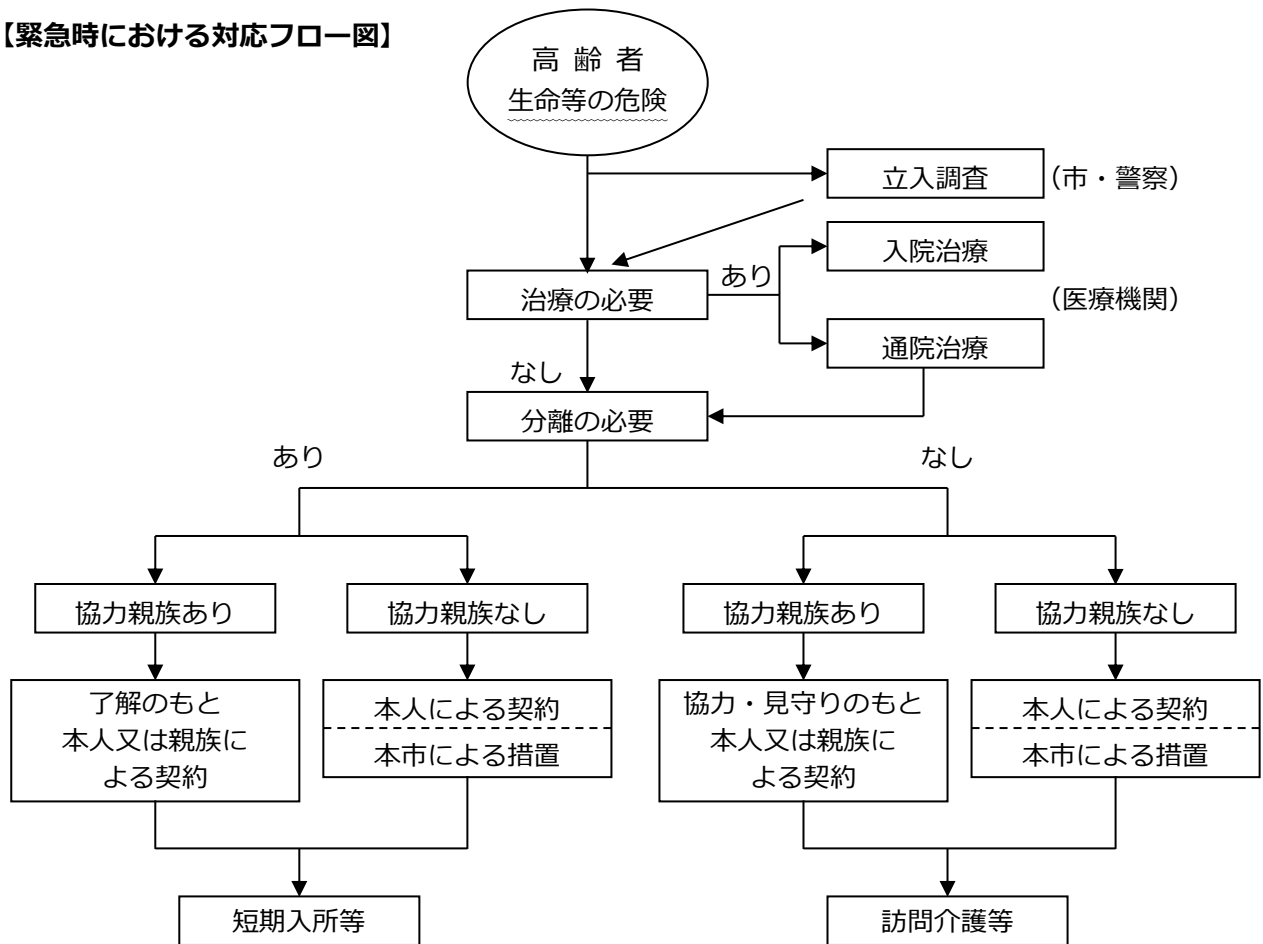 【緊急時における対応フロー図】
高 齢 者
生命等の危険
立入調査
（市・警察）
入院治療
あり
治療の必要
（医療機関）
通院治療
なし
分離の必要
あり
なし
協力親族あり
協力親族なし
協力親族あり
協力親族なし
了解のもと
本人又は親族に
よる契約
本人による契約
本市による措置
協力・見守りのもと
本人又は親族に
よる契約
本人による契約
本市による措置
短期入所等
訪問介護等